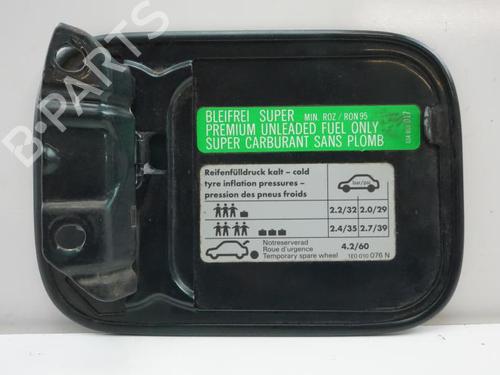 B-PARTS
BLEIFREI SUPER MIN. ROZ / RON 95
PREMIUM UNLEADED FUEL ONLY
SUPER CARBURANT SANS PLOMB
Reifenfülldruck kalt – cold
tyre inflation pressures –
pression des pneus froids
bar/psi
2.2/32 2.0/29
2.4/35 2.7/39
Notreserverad
Roue d'urgence 4.2/60
Temporary spare wheel 1E0 010 076 N